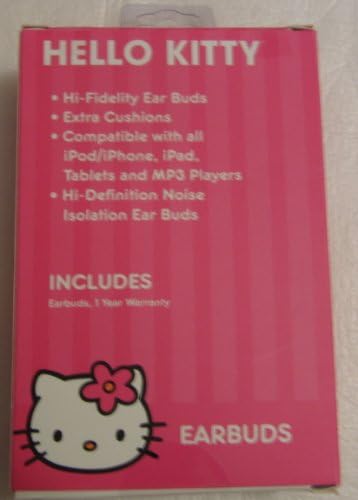 HELLO KITTY
• Hi-Fidelity Ear Buds
• Extra Cushions
• Compatible with all
iPod/iPhone, iPad,
Tablets and MP3 Players
• Hi-Definition Noise
Isolation Ear Buds
INCLUDES
Earbuds, 1 Year Warranty
EARBUDS